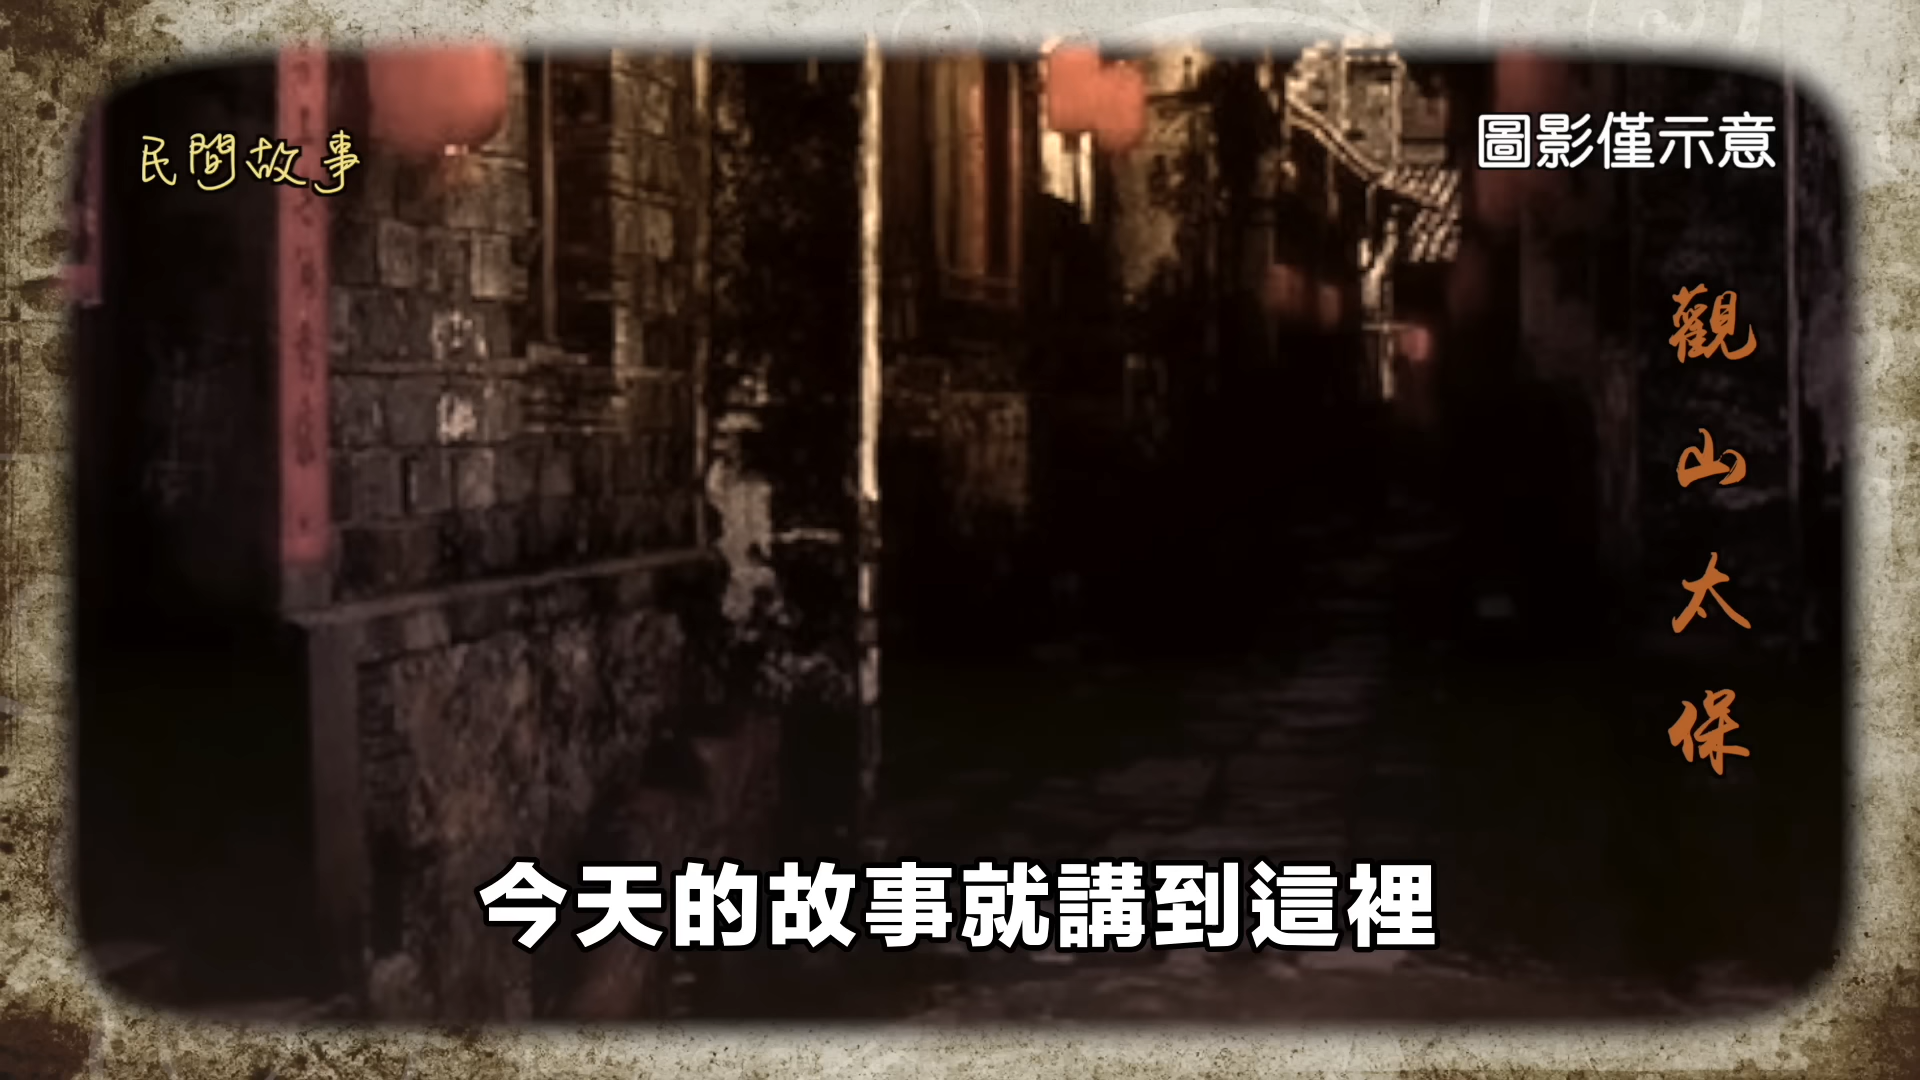 民間故事
圖影僅示意
觀山太保
今天的故事就講到這裡